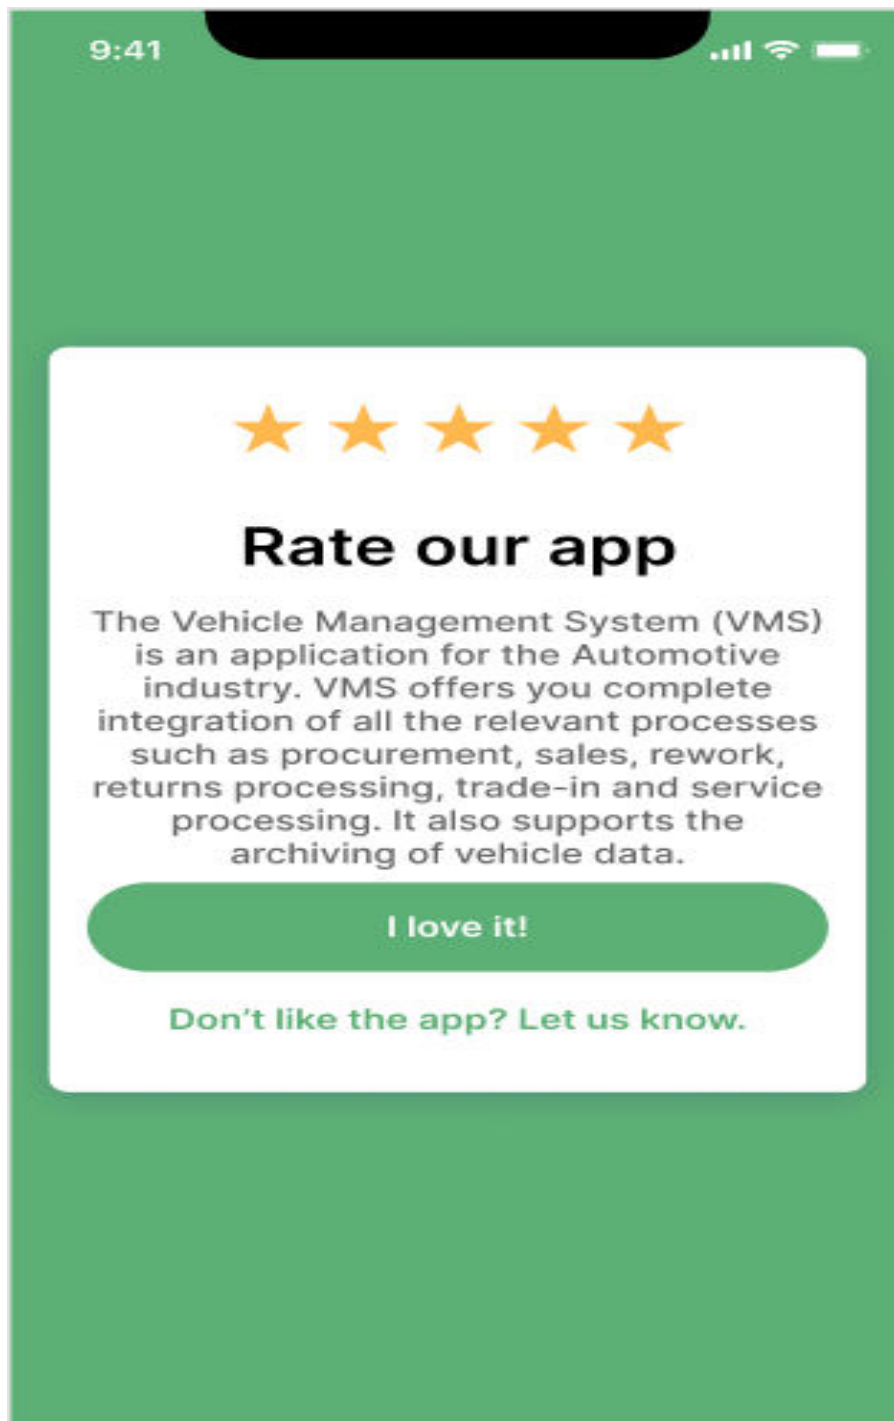 9:41
Rate our app
The Vehicle Management System (VMS)
is an application for the Automotive
industry. VMS offers you complete
integration of all the relevant processes
such as procurement, sales, rework,
returns processing, trade-in and service
processing. It also supports the
archiving of vehicle data.
I love it!
Don't like the app? Let us know.